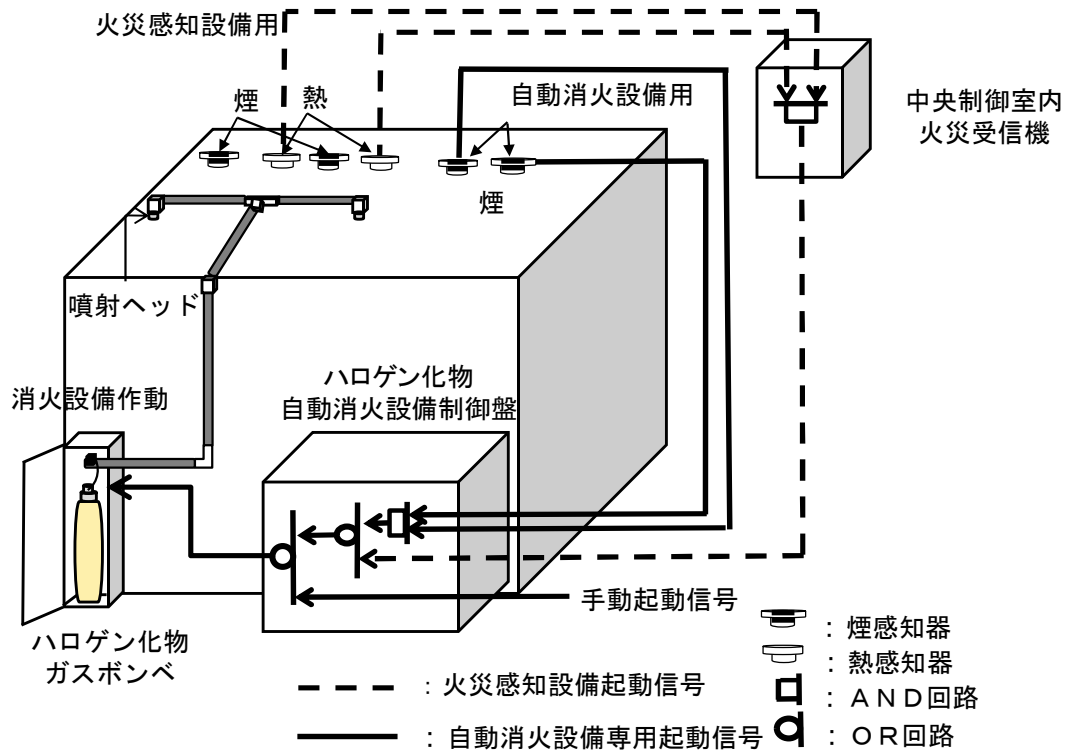 火災感知設備用
煙
熱
自動消火設備用
煙
中央制御室内
火災受信機
噴射ヘッド
消火設備作動
ハロゲン化物
自動消火設備制御盤
手動起動信号
ハロゲン化物
ガスボンベ
：煙感知器
：熱感知器
：ＡＮＤ回路
：ＯＲ回路
：火災感知設備起動信号
：自動消火設備専用起動信号